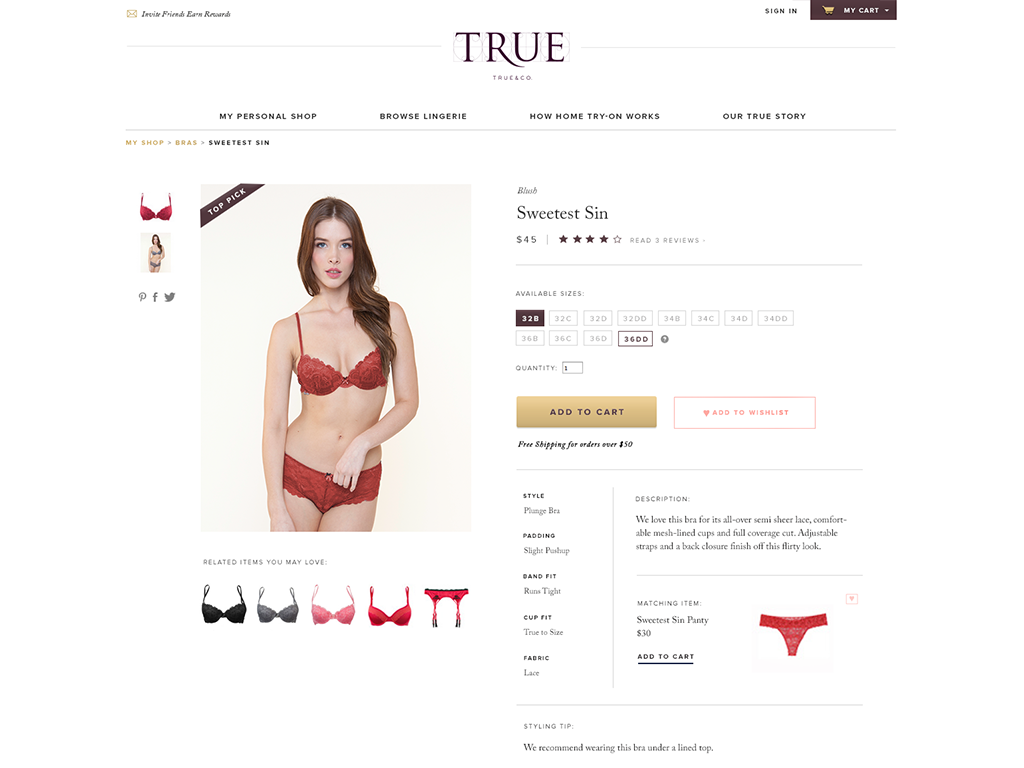 Invite Friends Earn Rewards
SIGN IN
MY CART
TRUE
TRUE&CO.
MY PERSONAL SHOP
BROWSE LINGERIE
HOW HOME TRY-ON WORKS
OUR TRUE STORY
MY SHOP > BRAS > SWEETEST SIN
TOP PICK
Blush
Sweetest Sin
$45 | READ 3 REVIEWS -
AVAILABLE SIZES:
32B 32C 32D 32DD 34B 34C 34D 34DD
36B 36C 36D 36DD ?
QUANTITY: 1
ADD TO CART
ADD TO WISHLIST
Free Shipping for orders over $50
STYLE
Plunge Bra
PADDING
Slight Pushup
BAND FIT
Runs Tight
CUP FIT
True to Size
FABRIC
Lace
DESCRIPTION:
We love this bra for its all-over semi sheer lace, comfort-
able mesh-lined cups and full coverage cut. Adjustable
straps and a back closure finish off this flirty look.
MATCHING ITEM:
Sweetest Sin Panty
$30
ADD TO CART
RELATED ITEMS YOU MAY LOVE:
STYLING TIP:
We recommend wearing this bra under a lined top.